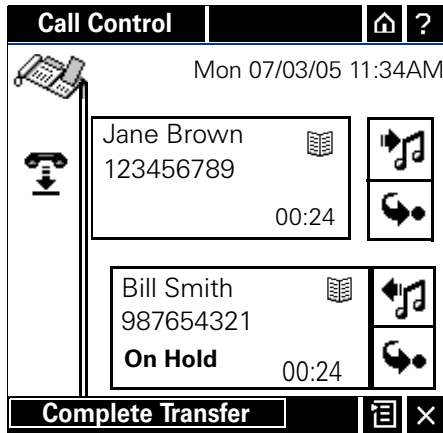 Call Control ?
Mon 07/03/05 11:34AM
Jane Brown
123456789
00:24
Bill Smith
987654321
On Hold
00:24
Complete Transfer